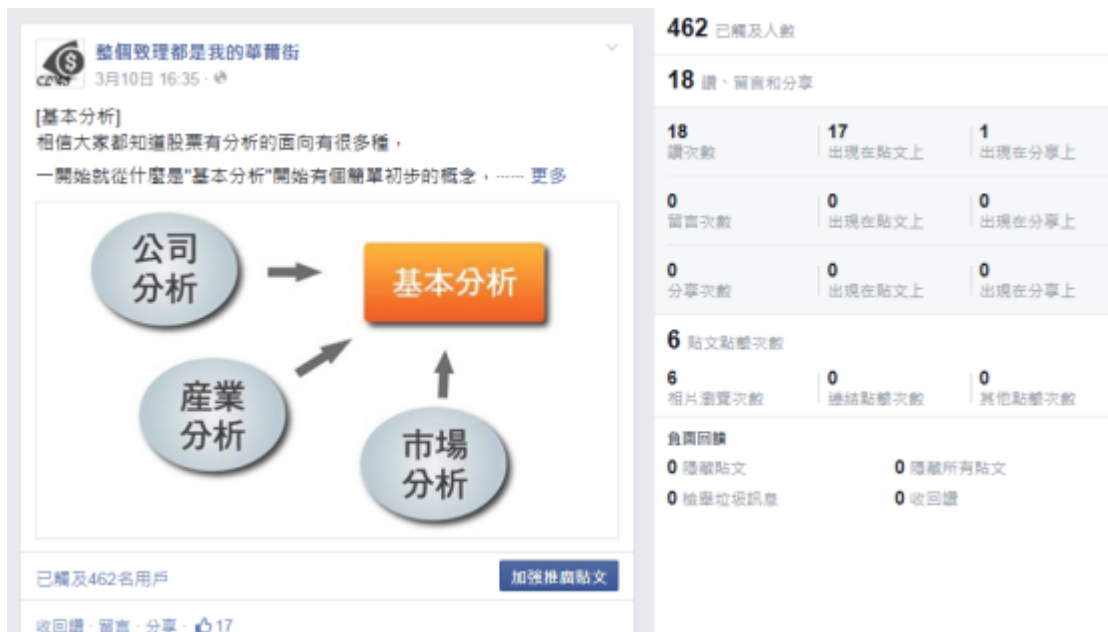 整個致理都是我的華爾街
3月10日 16:35
[基本分析]
相信大家都知道股票有分析的面向有很多種，
一開始就從什麼是"基本分析"開始有個簡單初步的概念，…… 更多
公司
分析
基本分析
産業
分析
市場
分析
已觸及462名用戶
加強推廣貼文
收回讚 · 留言 · 分享 · 17
462 已觸及人數
18 讚、留言和分享
18 17 1
讚次數 出現在貼文上 出現在分享上
0 0 0
留言次數 出現在貼文上 出現在分享上
0 0 0
分享次數 出現在貼文上 出現在分享上
6 貼文點擊次數
6 0 0
相片瀏覽次數 連結點擊次數 其他點擊次數
負面回饋
0 隱藏貼文 0 隱藏所有貼文
0 檢舉垃圾訊息 0 收回讚